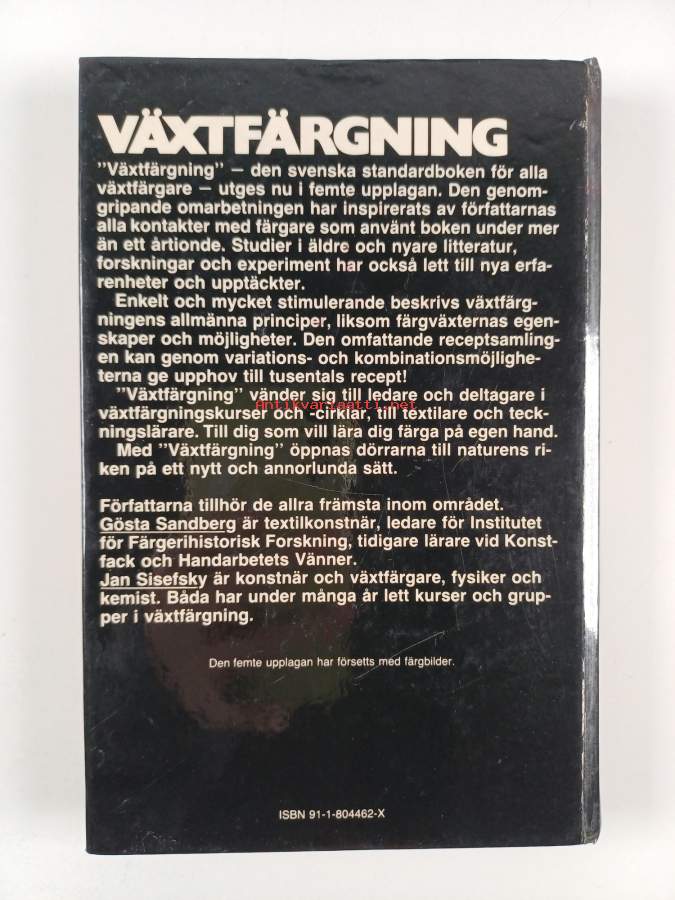 VÄXTFÄRGNING
”Växtfärgning” – den svenska standardboken för alla
växtfärgare – utges nu i femte upplagan. Den genom-
gripande omarbetningen har inspirerats av författarnas
alla kontakter med färgare som använt boken under mer
än ett årtionde. Studier i äldre och nyare litteratur,
forskningar och experiment har också lett till nya erfa-
renheter och upptäckter.
Enkelt och mycket stimulerande beskrivs växtfärg-
ningens allmänna principer, liksom färgväxternas egen-
skaper och möjligheter. Den omfattande receptsamling-
en kan genom variations- och kombinationsmöjlighe-
terna ge upphov till tusentals recept!
”Växtfärgning” vänder sig till ledare och deltagare i
Antikvariaatti.net
växtfärgningskurser och -cirklar, till textilare och teck-
ningslärare. Till dig som vill lära dig färga på egen hand.
Med ”Växtfärgning” öppnas dörrarna till naturens ri-
ken på ett nytt och annorlunda sätt.
Författarna tillhör de allra främsta inom området.
Gösta Sandberg är textilkonstnär, ledare för Institutet
för Färgerihistorisk Forskning, tidigare lärare vid Konst-
fack och Handarbetets Vänner.
Jan Sisefsky är konstnär och växtfärgare, fysiker och
kemist. Båda har under många år lett kurser och grup-
per i växtfärgning.
Den femte upplagan har försetts med färgbilder.
ISBN 91-1-804462-X